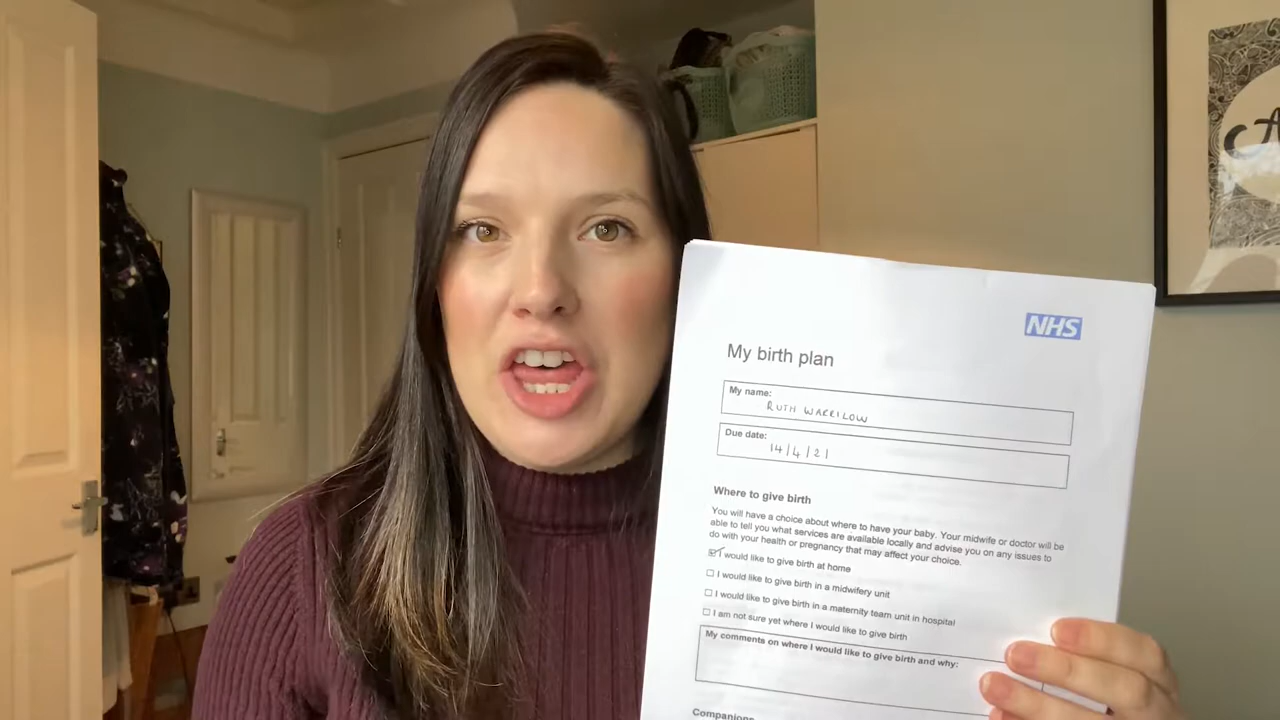 NHS
My birth plan
My name:
RUTH WARRILOW
Due date:
14/4/21
Where to give birth
You will have a choice about where to have your baby. Your midwife or doctor will be
able to tell you what services are available locally and advise you on any issues to
do with your health or pregnancy that may affect your choice.
I would like to give birth at home
I would like to give birth in a midwifery unit
I would like to give birth in a maternity team unit in hospital
I am not sure yet where I would like to give birth
My comments on where I would like to give birth and why:
Companions